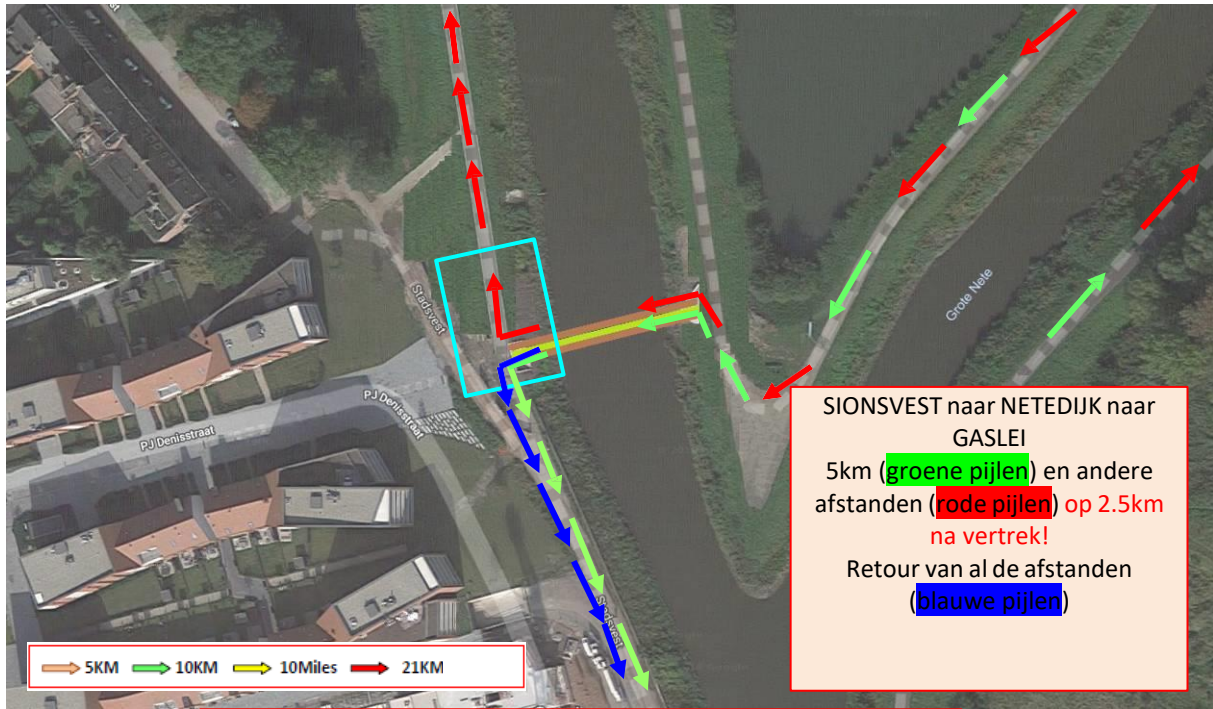 Stadsvest
Grote Nete
PJ Denisstraat
PJ Denisstraat
Stadsvest
SIONSVEST naar NETEDIJK naar
GASLEI
5km (groene pijlen) en andere
afstanden (rode pijlen) op 2.5km
na vertrek!
Retour van al de afstanden
(blauwe pijlen)
5KM 10KM 10Miles 21KM